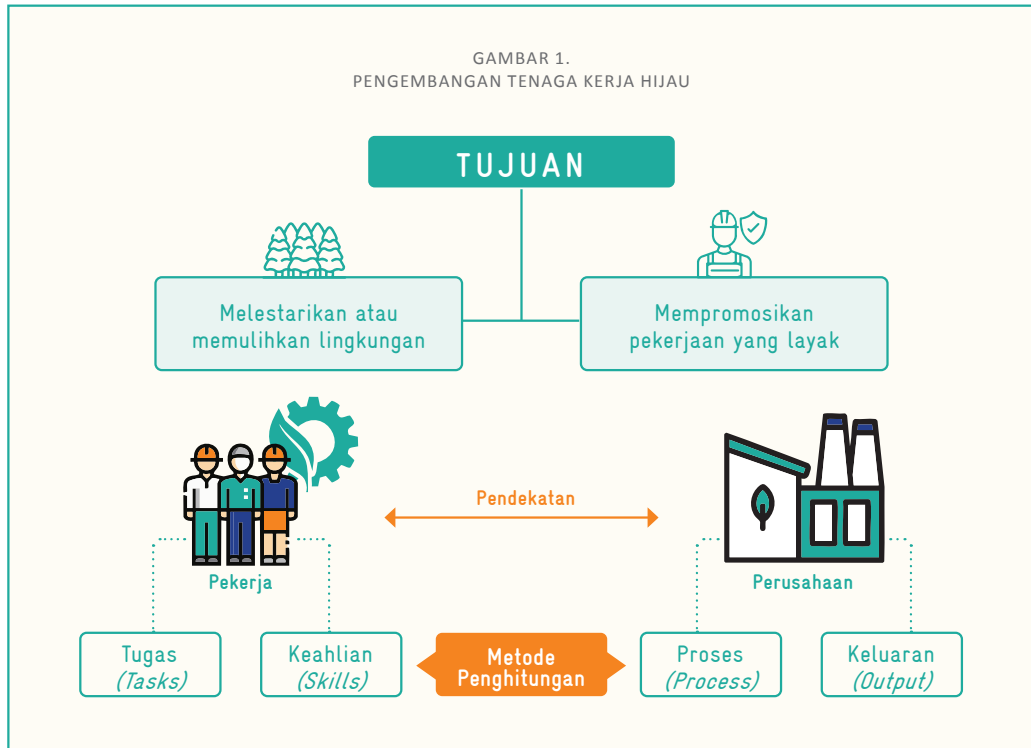 GAMBAR 1.
PENGEMBANGAN TENAGA KERJA HIJAU
TUJUAN
Melestarikan atau
memulihkan lingkungan
Mempromosikan
pekerjaan yang layak
Pendekatan
Pekerja
Perusahaan
Tugas
(Tasks)
Keahlian
(Skills)
Metode
Penghitungan
Proses
(Process)
Keluaran
(Output)